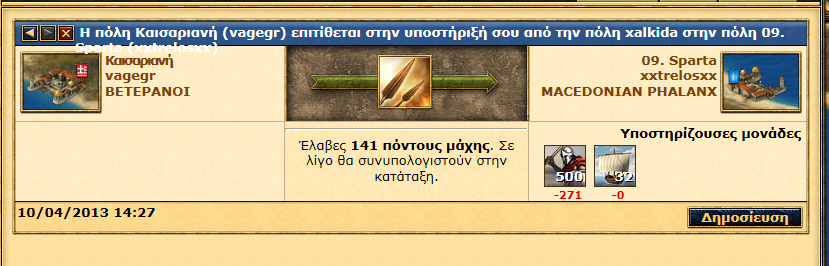 Η πόλη Καισαριανή (vagegr) επιτίθεται στην υποστήριξή σου από την πόλη xalkida στην πόλη 09.
Sparta (xxtrelosxx)
Καισαριανή
vagegr
ΒΕΤΕΡΑΝΟΙ
09. Sparta
xxtrelosxx
MACEDONIAN PHALANX
Έλαβες 141 πόντους μάχης. Σε
λίγο θα συνυπολογιστούν στην
κατάταξη.
Υποστηρίζουσες μονάδες
500 32
-271 -0
10/04/2013 14:27
Δημοσίευση